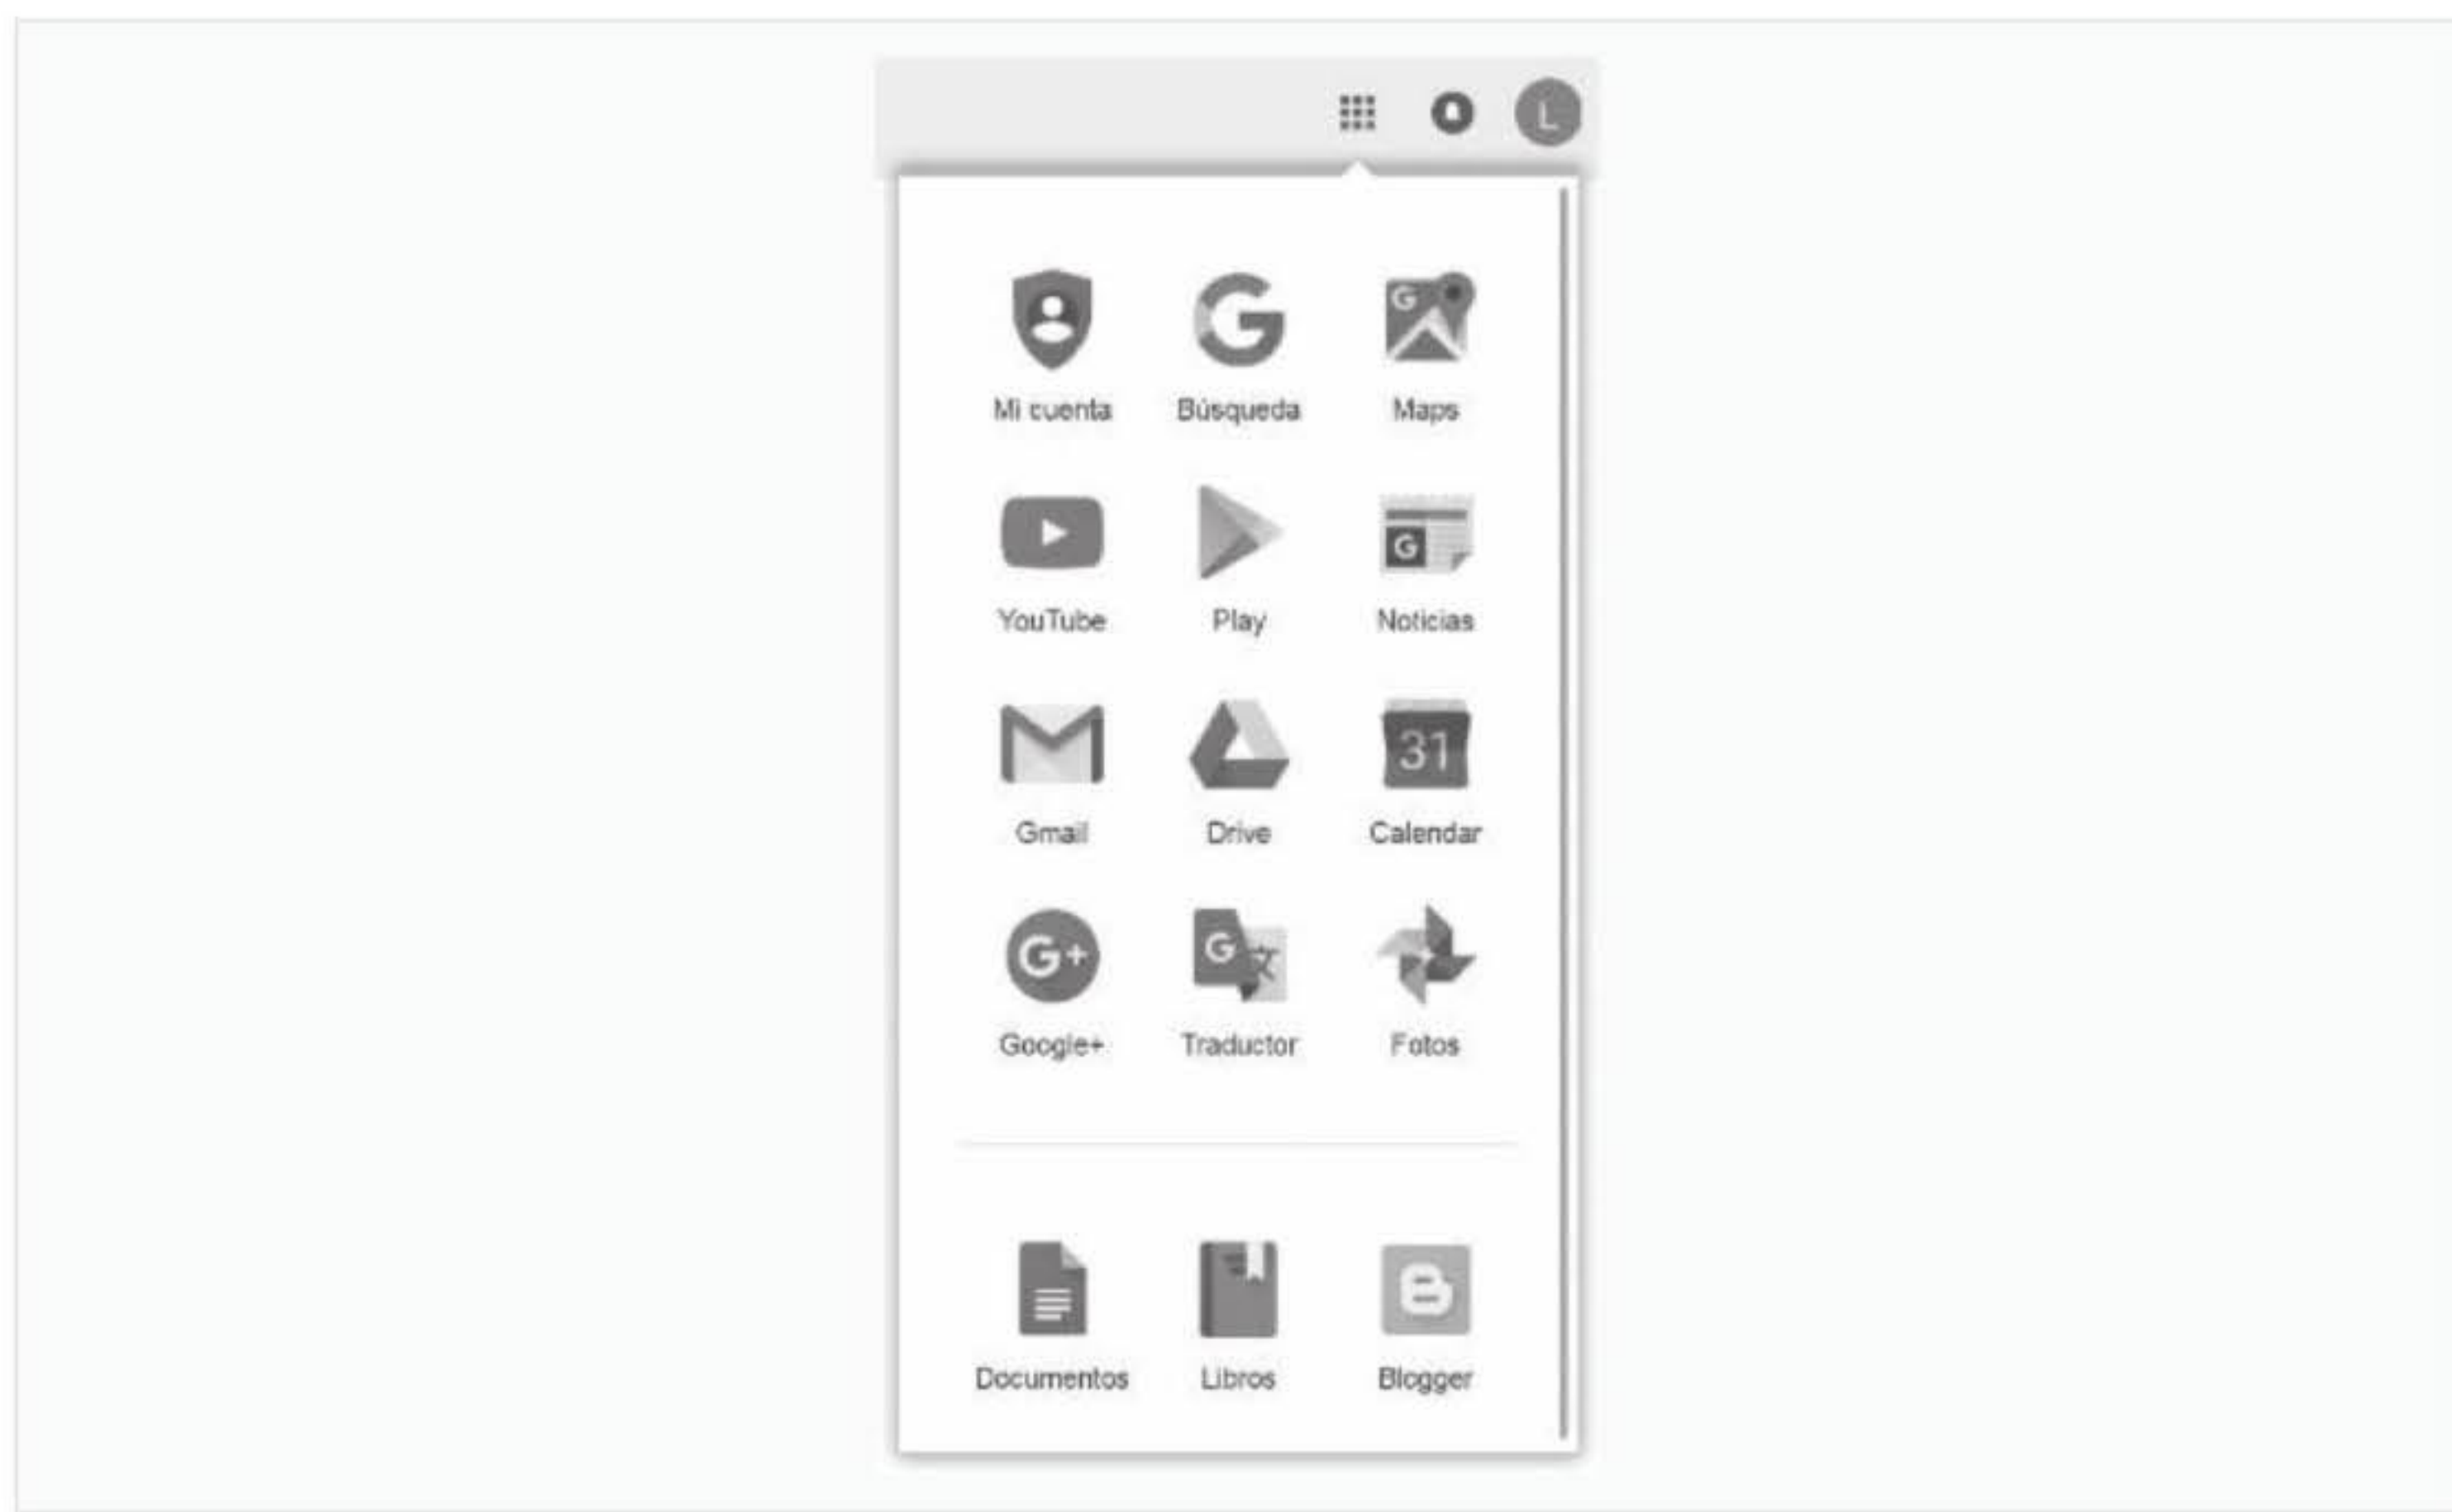 L
Mi cuenta Búsqueda Maps
YouTube Play Noticias
31
Gmail Drive Calendar
G+
Google+ Traductor Fotos
Documentos Libros Blogger